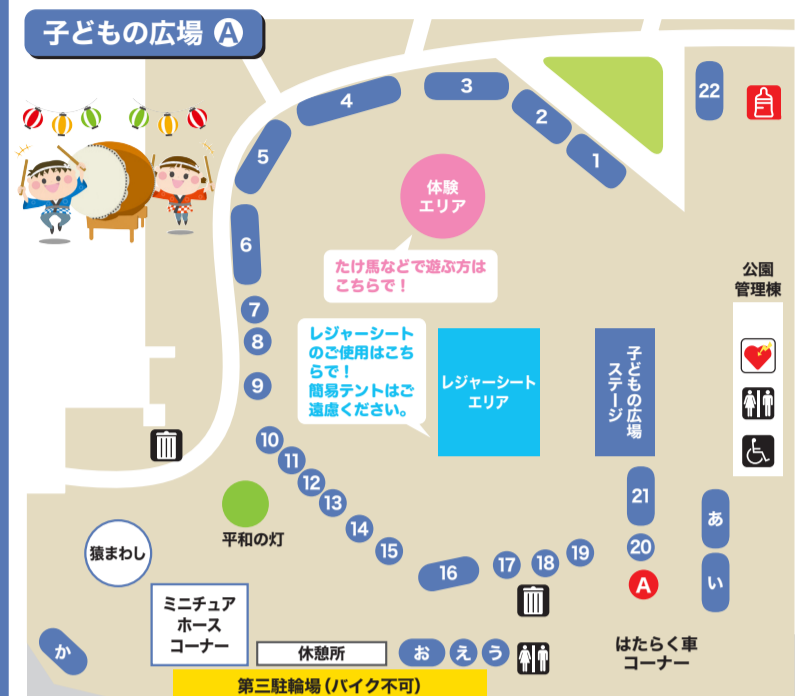 子どもの広場 A
4
3
2
1
22
5
6
体験
エリア
たけ馬などで遊ぶ方は
こちらで!
公園
管理棟
7
8
9
レジャーシート
のご使用はこち
らで!
簡易テントはご
遠慮ください。
レジャーシート
エリア
子どもの広場
ステージ
10
11
12
13
14
15
16
17
18
19
20
21
A
あ
い
平和の灯
猿まわし
ミニチュア
ホース
コーナー
休憩所
お
え
う
か
はたらく車
コーナー
第三駐輪場(バイク不可)